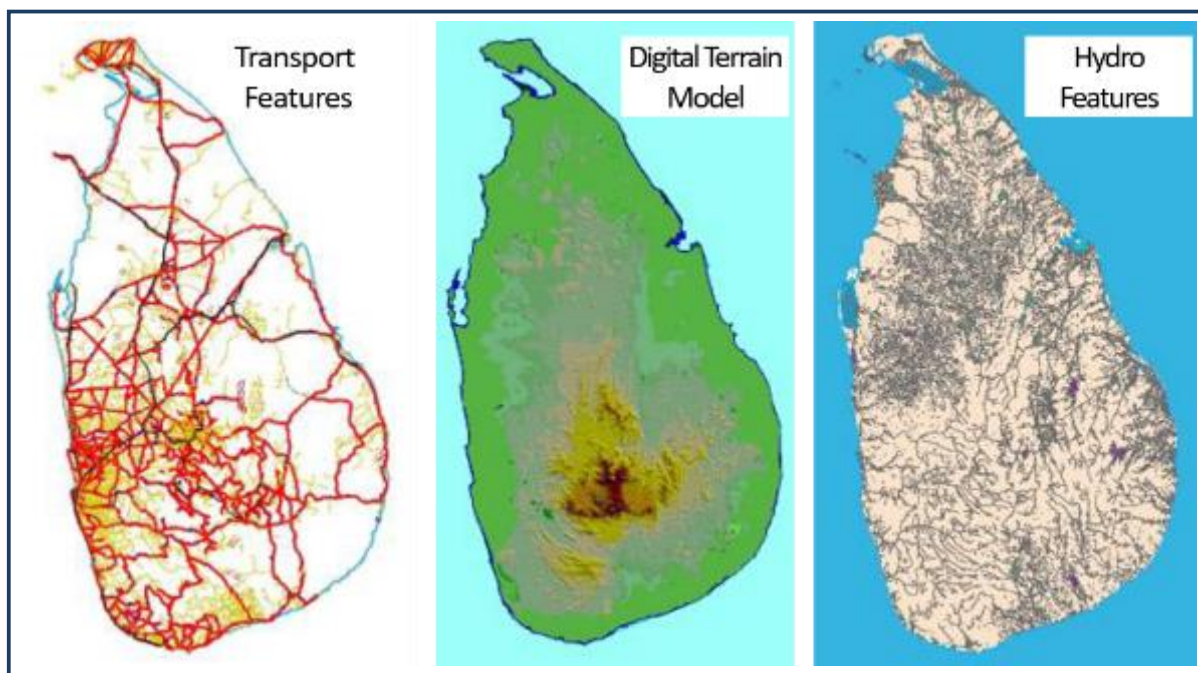 Transport
Features
Digital Terrain
Model
Hydro
Features